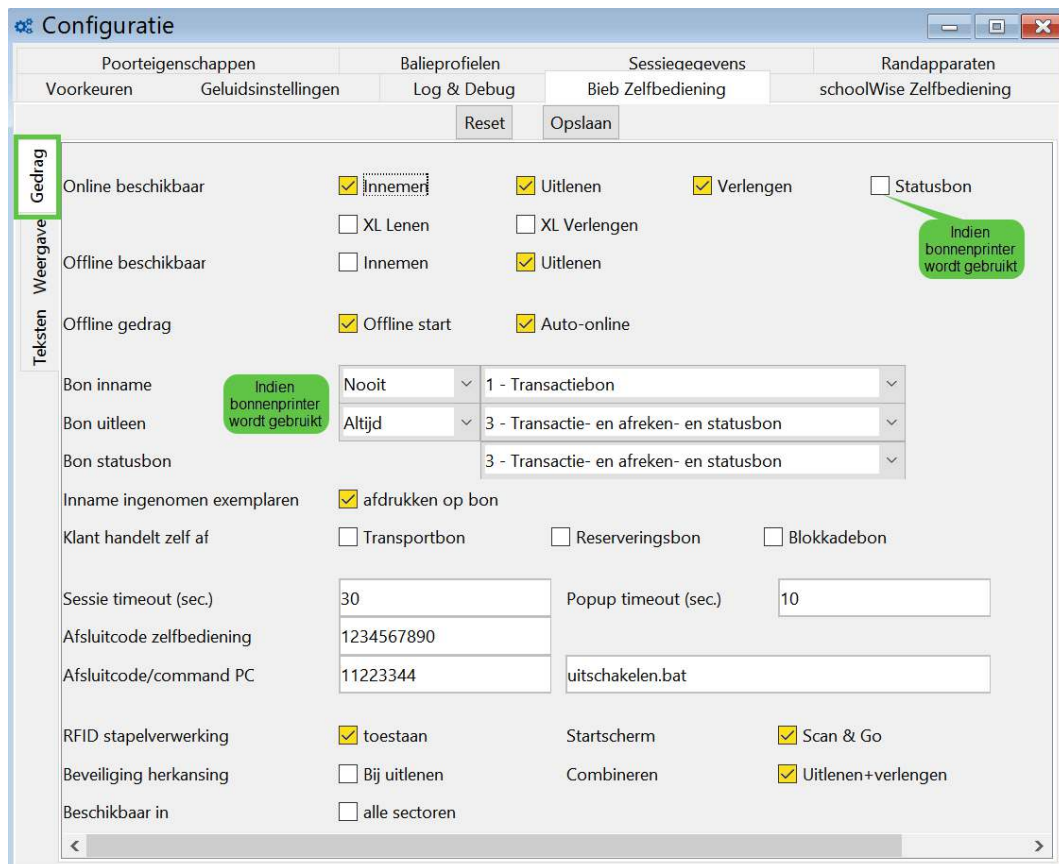 Configuratie
Poorteigenschappen Balieprofielen Sessiegegevens Randapparaten
Voorkeuren Geluidsinstellingen Log & Debug Bieb Zelfbediening schoolWise Zelfbediening
Reset Opslaan
Gedrag
Weergave
Teksten
Online beschikbaar Innemen Uitlenen Verlengen Statusbon
XL Lenen XL Verlengen
Indien
bonnenprinter
wordt gebruikt
Offline beschikbaar Innemen Uitlenen
Offline gedrag Offline start Auto-online
Bon inname Nooit 1 - Transactiebon
Indien
bonnenprinter
wordt gebruikt
Bon uitleen Altijd 3 - Transactie- en afreken- en statusbon
Bon statusbon 3 - Transactie- en afreken- en statusbon
Inname ingenomen exemplaren afdrukken op bon
Klant handelt zelf af Transportbon Reserveringsbon Blokkadebon
Sessie timeout (sec.) 30 Popup timeout (sec.) 10
Afsluitcode zelfbediening 1234567890
Afsluitcode/command PC 11223344 uitschakelen.bat
RFID stapelverwerking toestaan Startscherm Scan & Go
Beveiliging herkansing Bij uitlenen Combineren Uitlenen+verlengen
Beschikbaar in alle sectoren